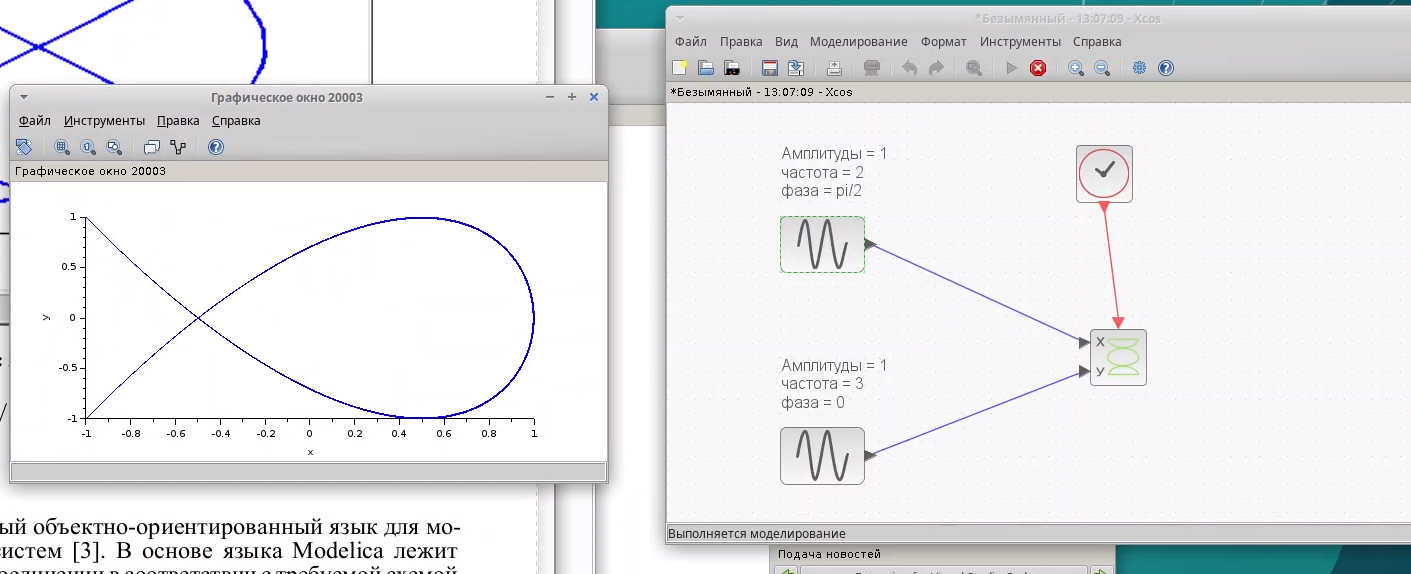 *Безымянный - 13:07:09 - Xcos
Файл Правка Вид Моделирование Формат Инструменты Справка
*Безымянный - 13:07:09 - Xcos
Графическое окно 20003
Файл Инструменты Правка Справка
Графическое окно 20003
1
0.5
0
-0.5
-1
y
-1 -0.8 -0.6 -0.4 -0.2 0 0.2 0.4 0.6 0.8 1
x
Амплитуды = 1
частота = 2
фаза = pi/2
Амплитуды = 1
частота = 3
фаза = 0
X
У
Выполняется моделирование
ый объектно-ориентированный язык для мо-
систем [3]. В основе языка Modelica лежит
в соответствии с требуемой схемой
Подача новостей